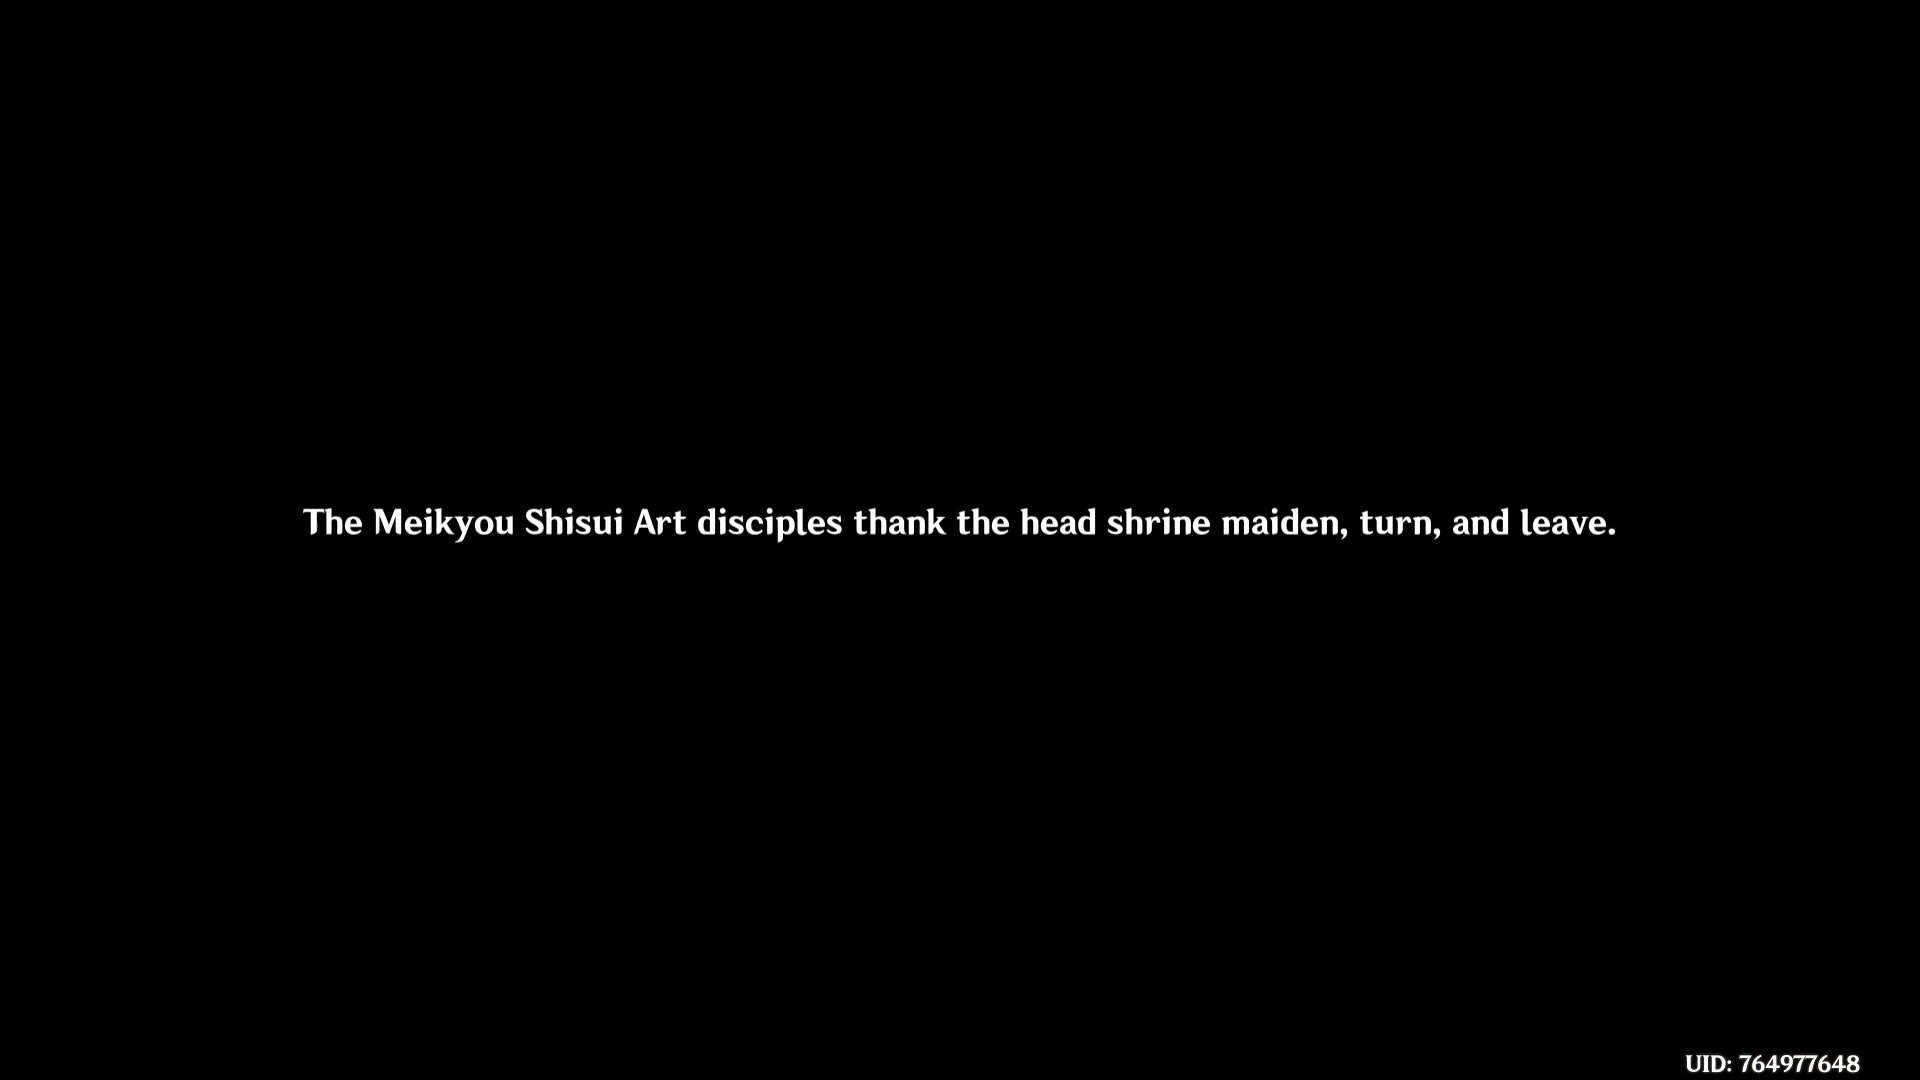 The Meikyou Shisui Art disciples thank the head shrine maiden, turn, and leave.
UID: 764977648